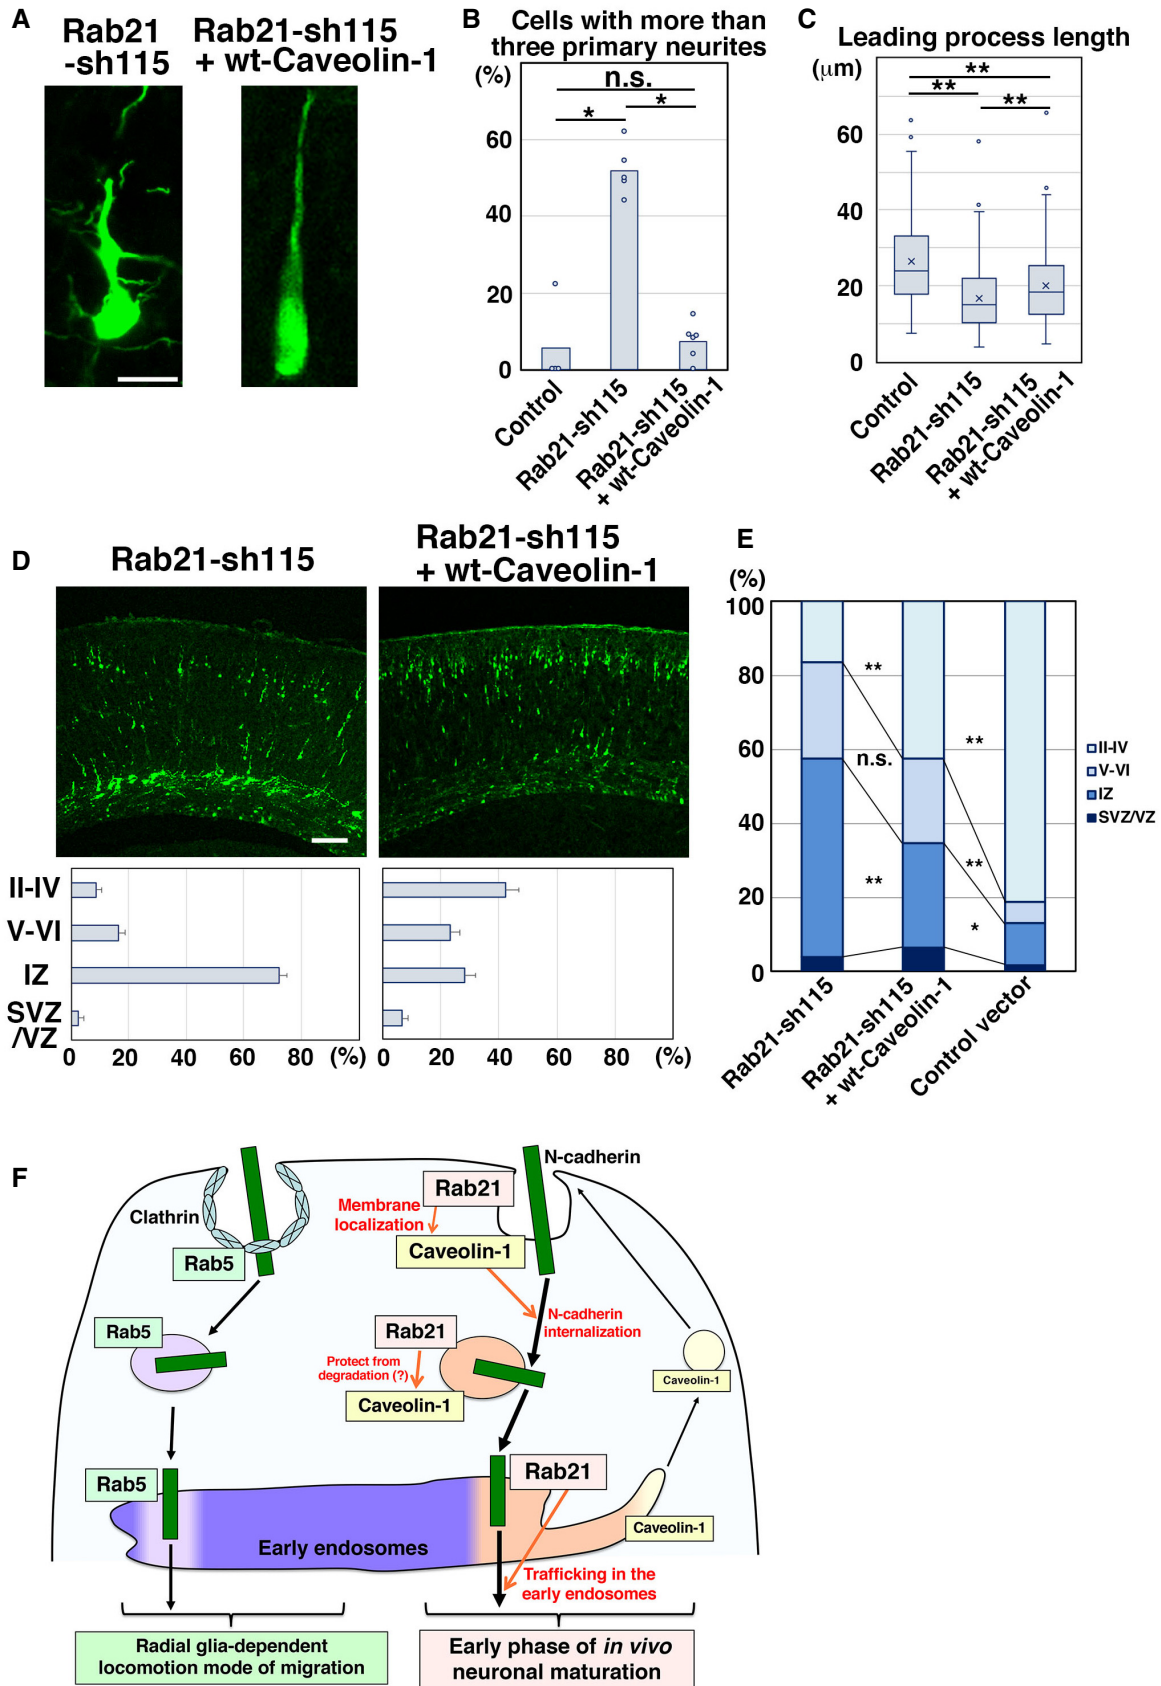 A
Rab21
-sh115
Rab21-sh115
+ wt-Caveolin-1
B
Cells with more than
three primary neurites
(%)
n.s.
*
*
60
40
20
0
Control
Rab21-sh115
Rab21-sh115
+ wt-Caveolin-1
C
Leading process length
(μm)
**
**
**
60
40
20
0
Control
Rab21-sh115
Rab21-sh115
+ wt-Caveolin-1
D
Rab21-sh115
Rab21-sh115
+ wt-Caveolin-1
II-IV
V-VI
IZ
SVZ
/VZ
0 20 40 60 80 (%)
0 20 40 60 80 (%)
E
(%)
100
80
60
40
20
0
**
n.s.
**
**
**
*
II-IV
V-VI
IZ
SVZ/VZ
Rab21-sh115
Rab21-sh115
+ wt-Caveolin-1
Control vector
F
N-cadherin
Clathrin
Rab5
Rab21
Membrane
localization
Caveolin-1
N-cadherin
internalization
Rab5
Rab21
Protect from
degradation (?)
Caveolin-1
Caveolin-1
Rab5
Rab21
Caveolin-1
Early endosomes
Trafficking in the
early endosomes
Radial glia-dependent
locomotion mode of migration
Early phase of in vivo
neuronal maturation